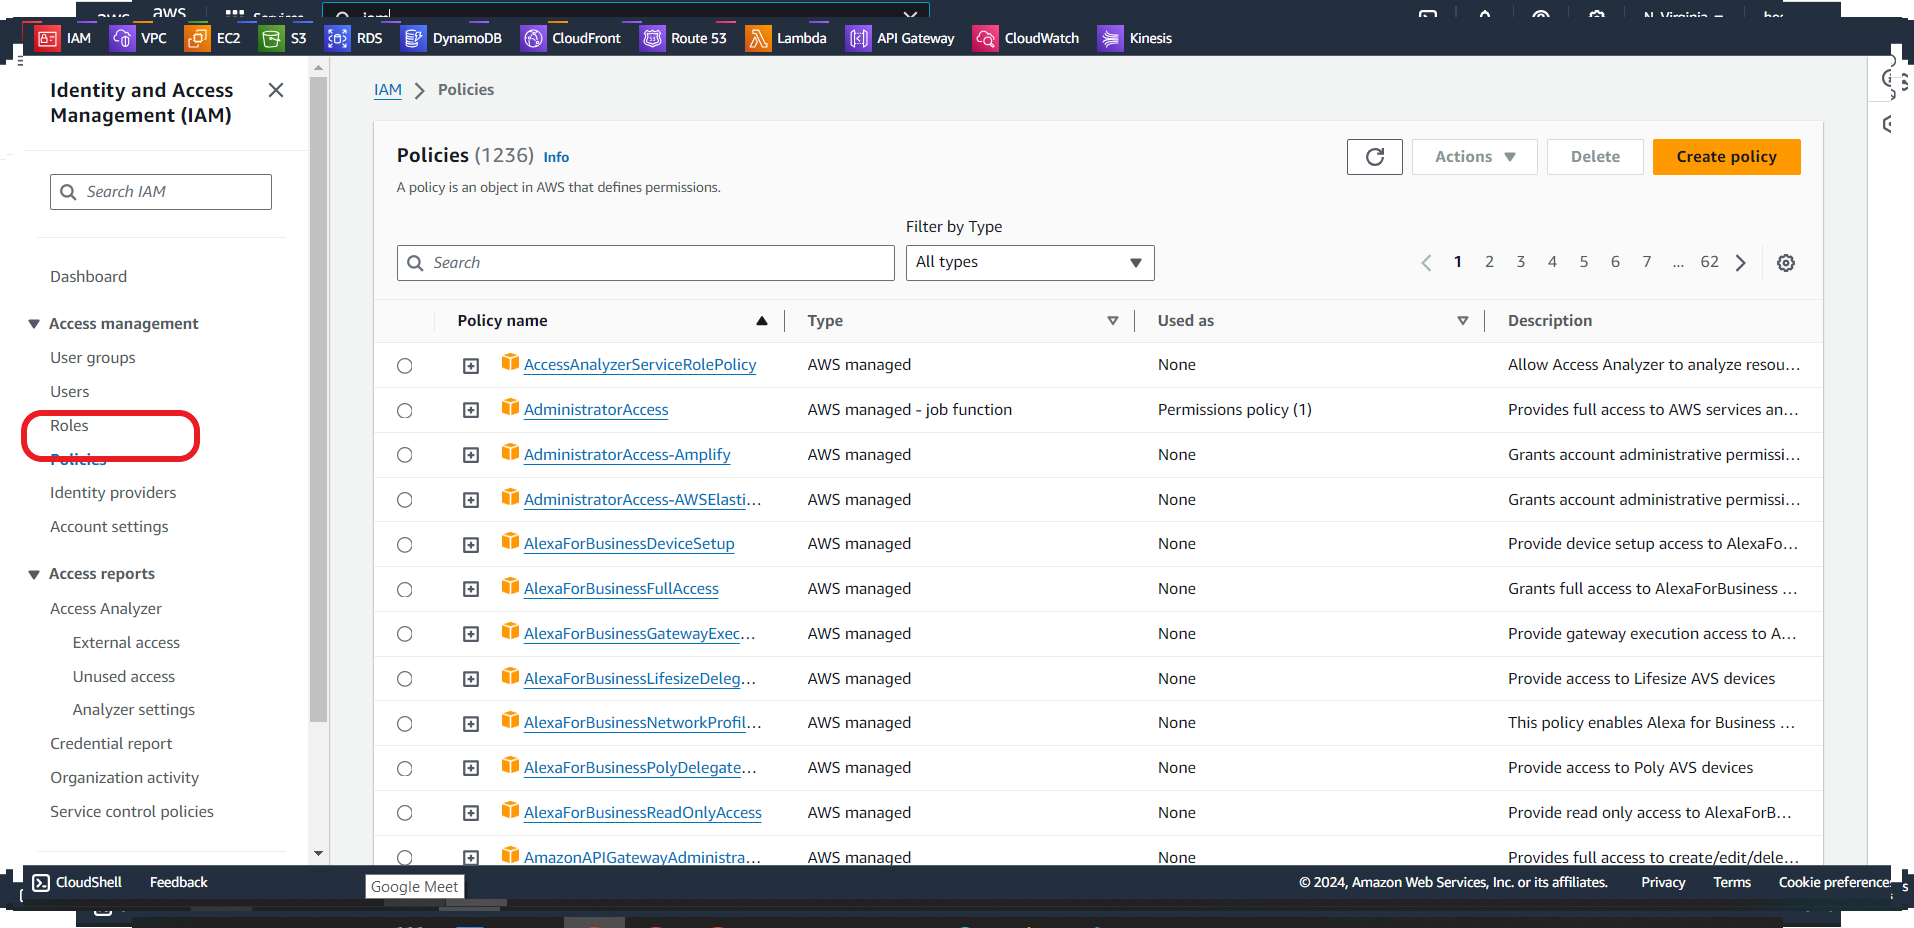 aws
aws
Services
iam
N. Virginia
IAM
VPC
EC2
S3
RDS
DynamoDB
CloudFront
Route 53
Lambda
API Gateway
CloudWatch
Kinesis
Identity and Access
Management (IAM)
Search IAM
Dashboard
Access management
User groups
Users
Roles
Policies
Identity providers
Account settings
Access reports
Access Analyzer
External access
Unused access
Analyzer settings
Credential report
Organization activity
Service control policies
IAM > Policies
Policies (1236) Info
A policy is an object in AWS that defines permissions.
Actions
Delete
Create policy
Filter by Type
Search
All types
1 2 3 4 5 6 7 ... 62
Policy name Type Used as Description
AccessAnalyzerServiceRolePolicy AWS managed None Allow Access Analyzer to analyze resou...
AdministratorAccess AWS managed - job function Permissions policy (1) Provides full access to AWS services an...
AdministratorAccess-Amplify AWS managed None Grants account administrative permissi...
AdministratorAccess-AWSElasti... AWS managed None Grants account administrative permissi...
AlexaForBusinessDeviceSetup AWS managed None Provide device setup access to AlexaFo...
AlexaForBusinessFullAccess AWS managed None Grants full access to AlexaForBusiness ...
AlexaForBusinessGatewayExec... AWS managed None Provide gateway execution access to A...
AlexaForBusinessLifesizeDeleg... AWS managed None Provide access to Lifesize AVS devices
AlexaForBusinessNetworkProfil... AWS managed None This policy enables Alexa for Business ...
AlexaForBusinessPolyDelegate... AWS managed None Provide access to Poly AVS devices
AlexaForBusinessReadOnlyAccess AWS managed None Provide read only access to AlexaForB...
AmazonAPIGatewayAdministra... AWS managed None Provides full access to create/edit/dele...
CloudShell Feedback
Google Meet
© 2024, Amazon Web Services, Inc. or its affiliates. Privacy Terms Cookie preferences